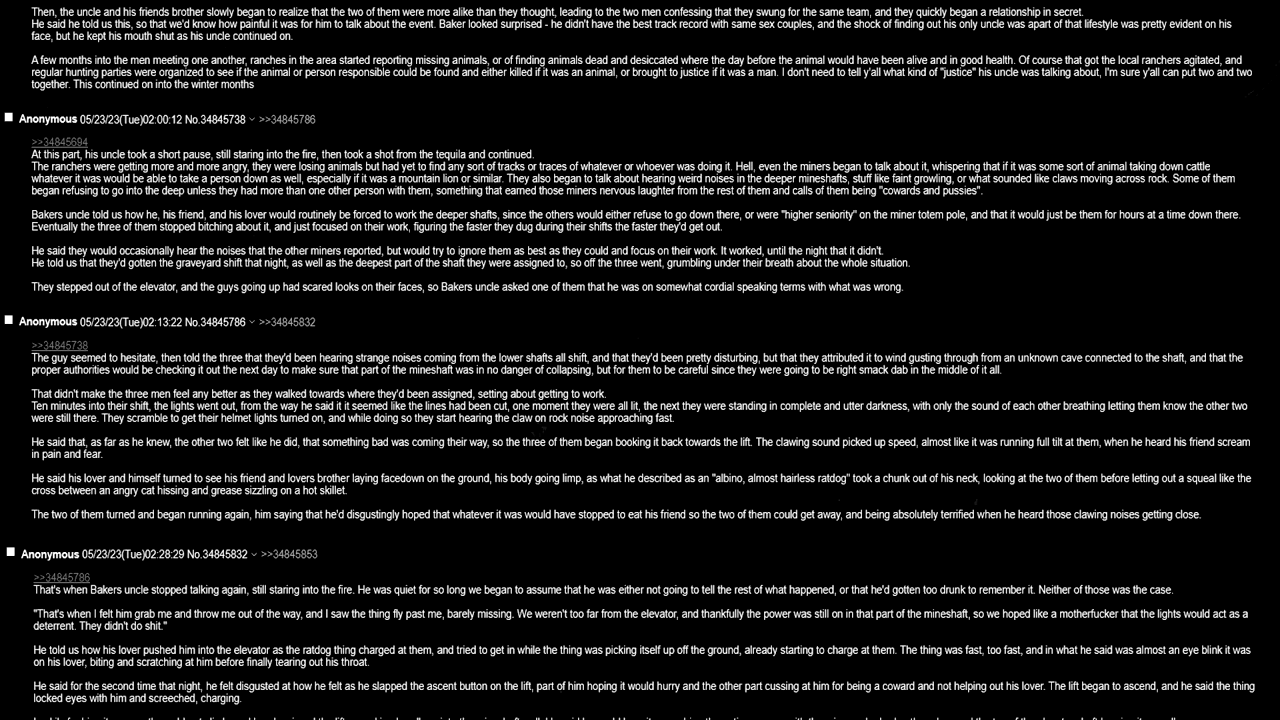 Then, the uncle and his friends brother slowly began to realize that the two of them were more alike than they thought, leading to the two men confessing that they swung for the same team, and they quickly began a relationship in secret.
He said he told us this, so that we'd know how painful it was for him to talk about the event. Baker looked surprised - he didn't have the best track record with same sex couples, and the shock of finding out his only uncle was apart of that lifestyle was pretty evident on his
face, but he kept his mouth shut as his uncle continued on.
A few months into the men meeting one another, ranches in the area started reporting missing animals, or of finding animals dead and desiccated where the day before the animal would have been alive and in good health. Of course that got the local ranchers agitated, and
regular hunting parties were organized to see if the animal or person responsible could be found and either killed if it was an animal, or brought to justice if it was a man. I don't need to tell y'all what kind of "justice" his uncle was talking about, I'm sure y'all can put two and two
together. This continued on into the winter months
Anonymous 05/23/23(Tue)02:00:12 No.34845738 >>34845786
>>34845694
At this part, his uncle took a short pause, still staring into the fire, then took a shot from the tequila and continued.
The ranchers were getting more and more angry, they were losing animals but had yet to find any sort of tracks or traces of whatever or whoever was doing it. Hell, even the miners began to talk about it, whispering that if it was some sort of animal taking down cattle
whatever it was would be able to take a person down as well, especially if it was a mountain lion or similar. They also began to talk about hearing weird noises in the deeper mineshafts, stuff like faint growling, or what sounded like claws moving across rock. Some of them
began refusing to go into the deep unless they had more than one other person with them, something that earned those miners nervous laughter from the rest of them and calls of them being "cowards and pussies".
Bakers uncle told us how he, his friend, and his lover would routinely be forced to work the deeper shafts, since the others would either refuse to go down there, or were "higher seniority" on the miner totem pole, and that it would just be them for hours at a time down there.
Eventually the three of them stopped bitching about it, and just focused on their work, figuring the faster they dug during their shifts the faster they'd get out.
He said they would occasionally hear the noises that the other miners reported, but would try to ignore them as best as they could and focus on their work. It worked, until the night that it didn't.
He told us that they'd gotten the graveyard shift that night, as well as the deepest part of the shaft they were assigned to, so off the three went, grumbling under their breath about the whole situation.
They stepped out of the elevator, and the guys going up had scared looks on their faces, so Bakers uncle asked one of them that he was on somewhat cordial speaking terms with what was wrong.
Anonymous 05/23/23(Tue)02:13:22 No.34845786 >>34845832
>>34845738
The guy seemed to hesitate, then told the three that they'd been hearing strange noises coming from the lower shafts all shift, and that they'd been pretty disturbing, but that they attributed it to wind gusting through from an unknown cave connected to the shaft, and that the
proper authorities would be checking it out the next day to make sure that part of the mineshaft was in no danger of collapsing, but for them to be careful since they were going to be right smack dab in the middle of it all.
That didn't make the three men feel any better as they walked towards where they'd been assigned, setting about getting to work.
Ten minutes into their shift, the lights went out, from the way he said it it seemed like the lines had been cut, one moment they were all lit, the next they were standing in complete and utter darkness, with only the sound of each other breathing letting them know the other two
were still there. They scramble to get their helmet lights turned on, and while doing so they start hearing the claw on rock noise approaching fast.
He said that, as far as he knew, the other two felt like he did, that something bad was coming their way, so the three of them began booking it back towards the lift. The clawing sound picked up speed, almost like it was running full tilt at them, when he heard his friend scream
in pain and fear.
He said his lover and himself turned to see his friend and lovers brother laying facedown on the ground, his body going limp, as what he described as an "albino, almost hairless ratdog" took a chunk out of his neck, looking at the two of them before letting out a squeal like the
cross between an angry cat hissing and grease sizzling on a hot skillet.
The two of them turned and began running again, him saying that he'd disgustingly hoped that whatever it was would have stopped to eat his friend so the two of them could get away, and being absolutely terrified when he heard those clawing noises getting close.
Anonymous 05/23/23(Tue)02:28:29 No.34845832 >>34845853
>>34845786
That's when Bakers uncle stopped talking again, still staring into the fire. He was quiet for so long we began to assume that he was either not going to tell the rest of what happened, or that he'd gotten too drunk to remember it. Neither of those was the case.
"That's when I felt him grab me and throw me out of the way, and I saw the thing fly past me, barely missing. We weren't too far from the elevator, and thankfully the power was still on in that part of the mineshaft, so we hoped like a motherfucker that the lights would act as a
deterrent. They didn't do shit."
He told us how his lover pushed him into the elevator as the ratdog thing charged at them, and tried to get in while the thing was picking itself up off the ground, already starting to charge at them. The thing was fast, too fast, and in what he said was almost an eye blink it was
on his lover, biting and scratching at him before finally tearing out his throat.
He said for the second time that night, he felt disgusted at how he felt as he slapped the ascent button on the lift, part of him hoping it would hurry and the other part cussing at him for being a coward and not helping out his lover. The lift began to ascend, and he said the thing
locked eyes with him and screeched, charging.